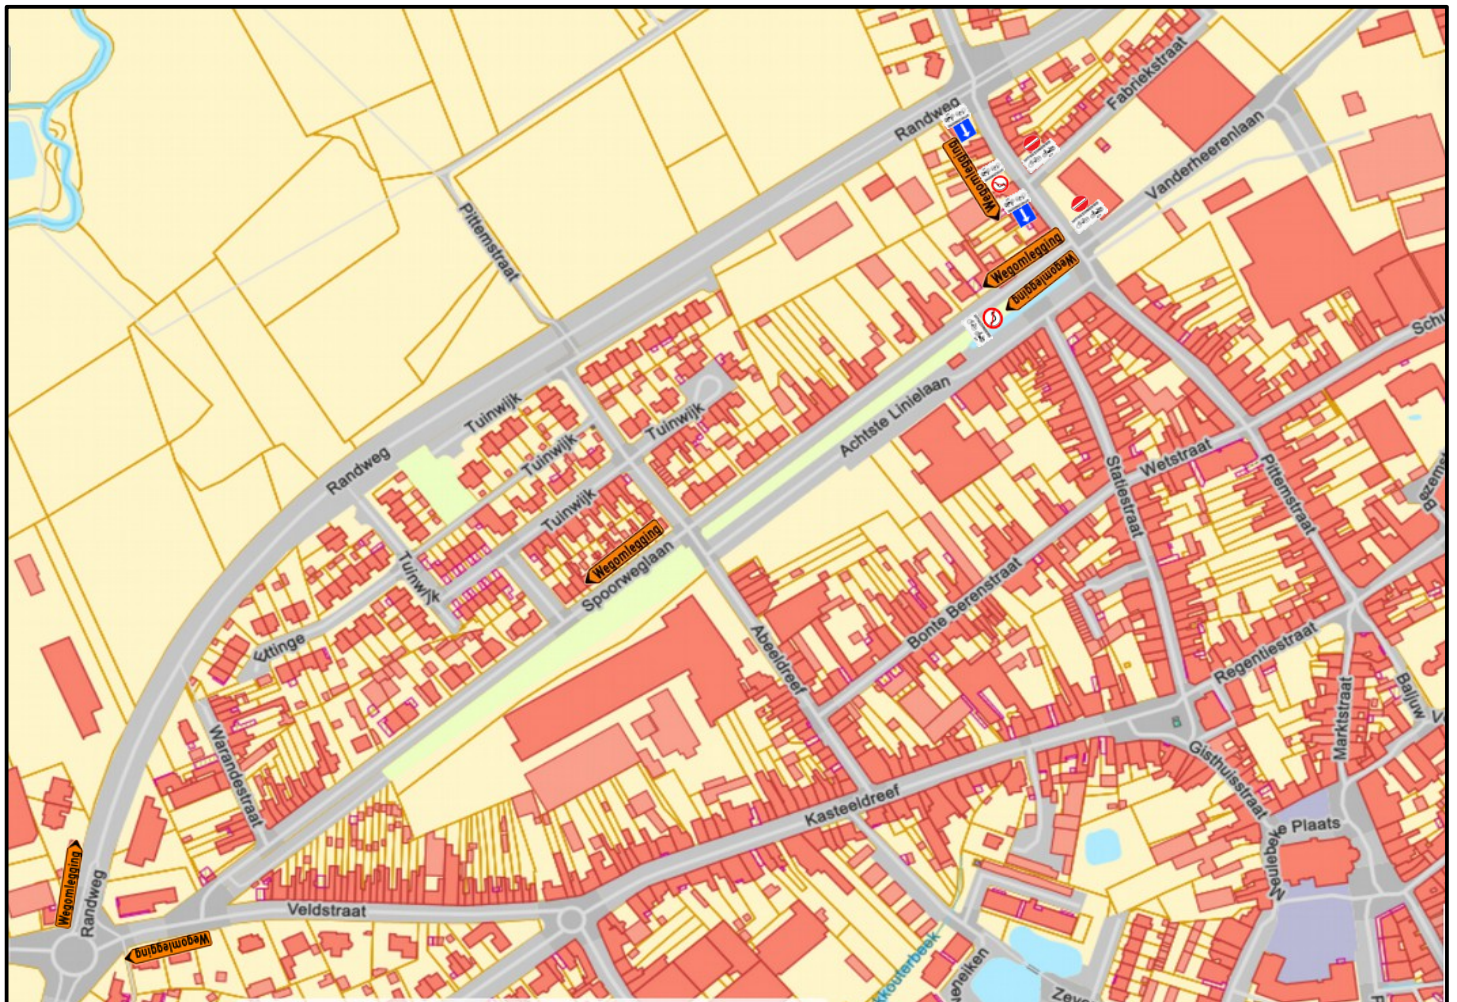 Fabriekstraat
Randweg
Vanderheerenlaan
Wegomlegging
Pittemstraat
Wegomlegging
Wegomlegging
Tuinwijk
Tuinwijk
Achtste Linielaan
Tuinwijk
Randweg
Wetstraat
Statiestraat
Pittemstraat
Tuinwijk
Wegomlegging
Spoorweglaan
Tuinwijk
Bonte Berenstraat
Ettinge
Abeeldreef
Regentiestraat
Baljuw
Marktstraat
Warandestraat
Gisthuisstraat
Kasteeldreef
Plaats
Meulebeke
Wegomlegging
Randweg
Veldstraat
Wegomlegging